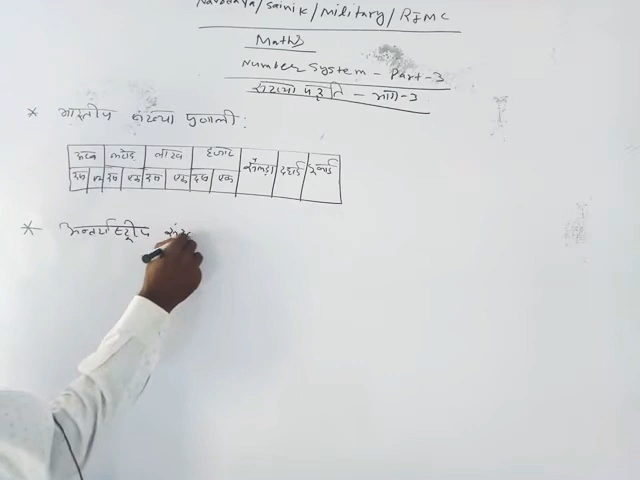 Navodaya/Sainik/Military/RIMC
Maths
Number System - Part-3
संख्या पद्धति - भाग-3
* भारतीय संख्या प्रणाली:
अरब करोड़ लाख हजार सैकड़ा दहाई इकाई
दस एक दस एक दस एक दस एक
* अन्तर्राष्ट्रीय